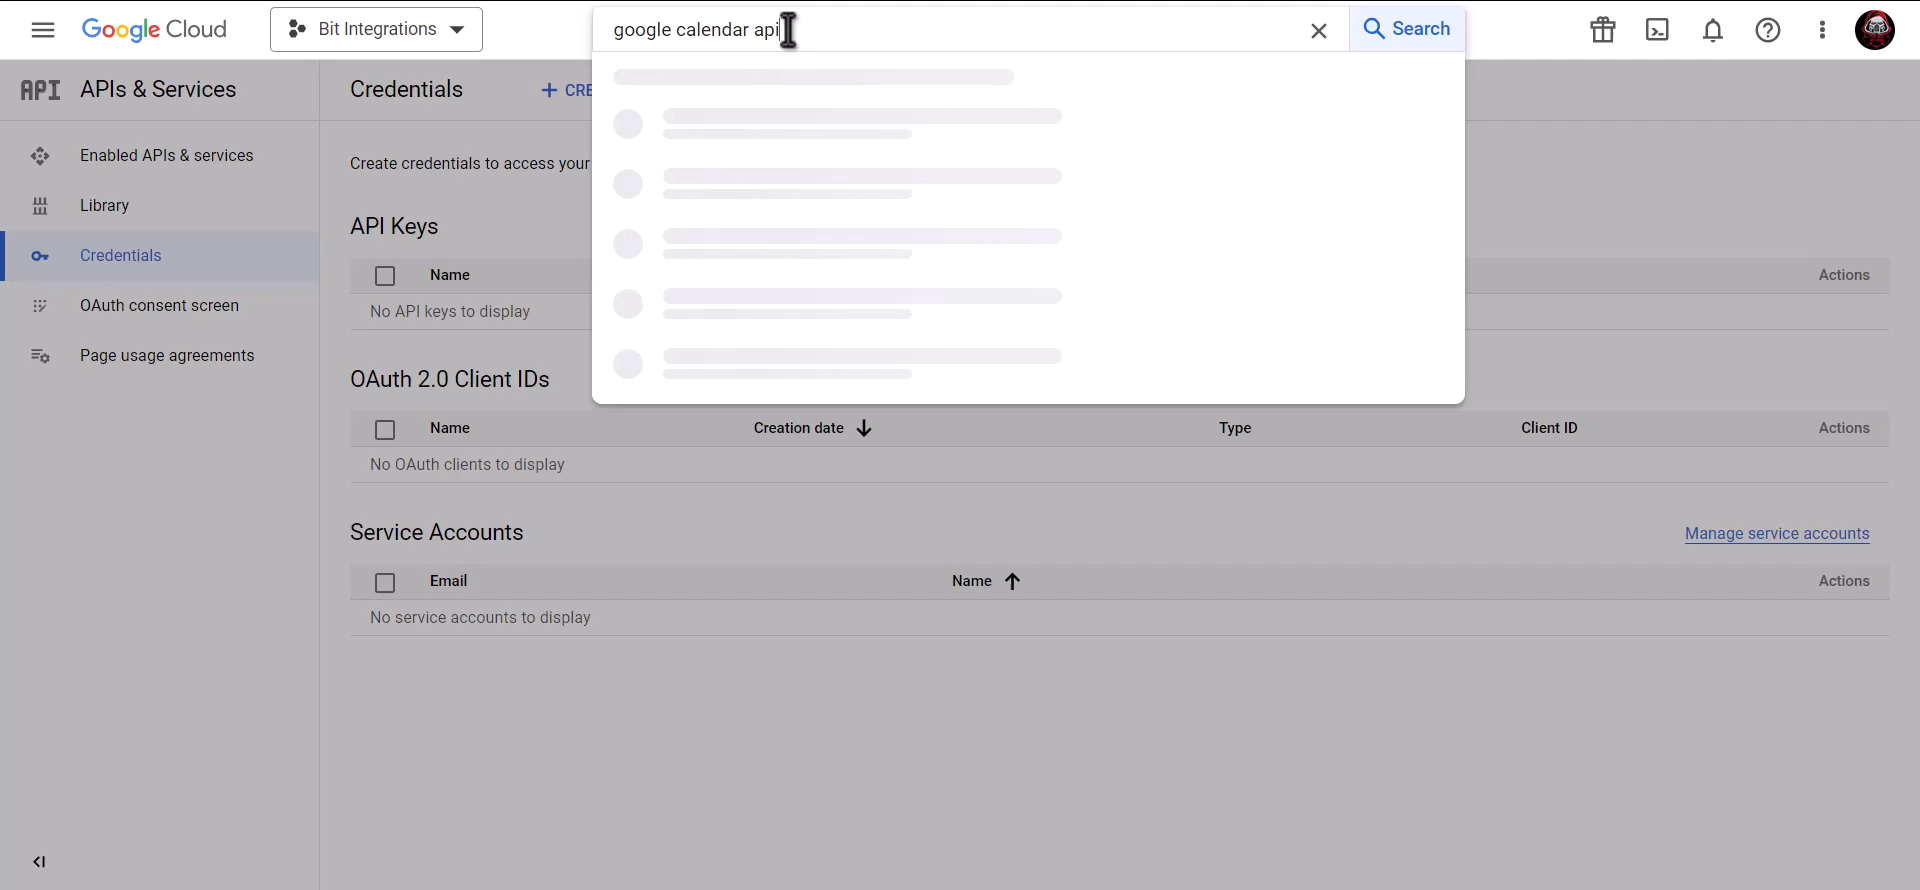 Google Cloud
Bit Integrations
google calendar api
Search
API
APIs & Services
Credentials
+ CRE
Enabled APIs & services
Library
Credentials
OAuth consent screen
Page usage agreements
Create credentials to access your
API Keys
Name
Actions
No API keys to display
OAuth 2.0 Client IDs
Name
Creation date
Type
Client ID
Actions
No OAuth clients to display
Service Accounts
Manage service accounts
Email
Name
Actions
No service accounts to display